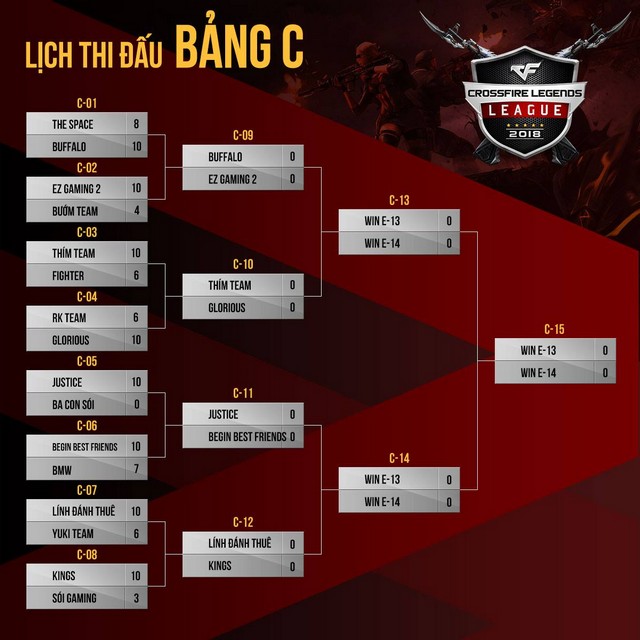 LỊCH THI ĐẤU BẢNG C
CROSSFIRE LEGENDS
LEAGUE
2018
C-01
THE SPACE 8
BUFFALO 10
C-02
EZ GAMING 2 10
BƯỚM TEAM 4
C-03
THÍM TEAM 10
FIGHTER 6
C-04
RK TEAM 6
GLORIOUS 10
C-05
JUSTICE 10
BA CON SÓI 0
C-06
BEGIN BEST FRIENDS 10
BMW 7
C-07
LÍNH ĐÁNH THUÊ 10
YUKI TEAM 6
C-08
KINGS 10
SÓI GAMING 3
C-09
BUFFALO 0
EZ GAMING 2 0
C-10
THÍM TEAM 0
GLORIOUS 0
C-11
JUSTICE 0
BEGIN BEST FRIENDS 0
C-12
LÍNH ĐÁNH THUÊ 0
KINGS 0
C-13
WIN E-13 0
WIN E-14 0
C-14
WIN E-13 0
WIN E-14 0
C-15
WIN E-13 0
WIN E-14 0